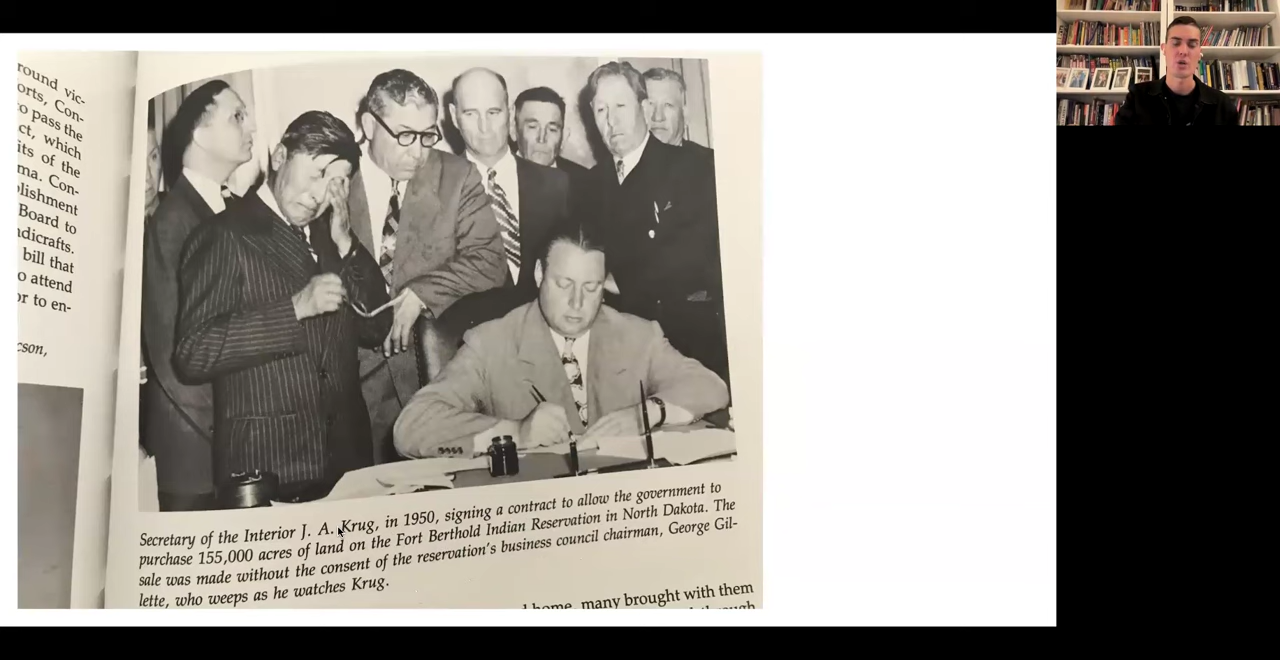 round vic-
orts, Con-
o pass the
ct, which
its of the
ma. Con-
lishment
Board to
dicrafts.
bill that
o attend
or to en-
cson,
Secretary of the Interior J. A. Krug, in 1950, signing a contract to allow the government to
purchase 155,000 acres of land on the Fort Berthold Indian Reservation in North Dakota. The
sale was made without the consent of the reservation's business council chairman, George Gil-
lette, who weeps as he watches Krug.
home, many brought with them
through